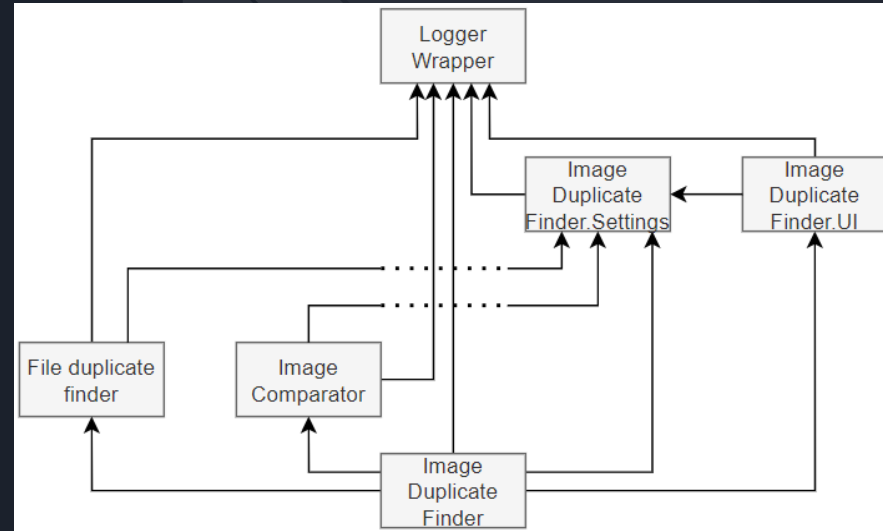 Logger
Wrapper
Image
Duplicate
Finder.Settings
Image
Duplicate
Finder.UI
File duplicate
finder
Image
Comparator
Image
Duplicate
Finder